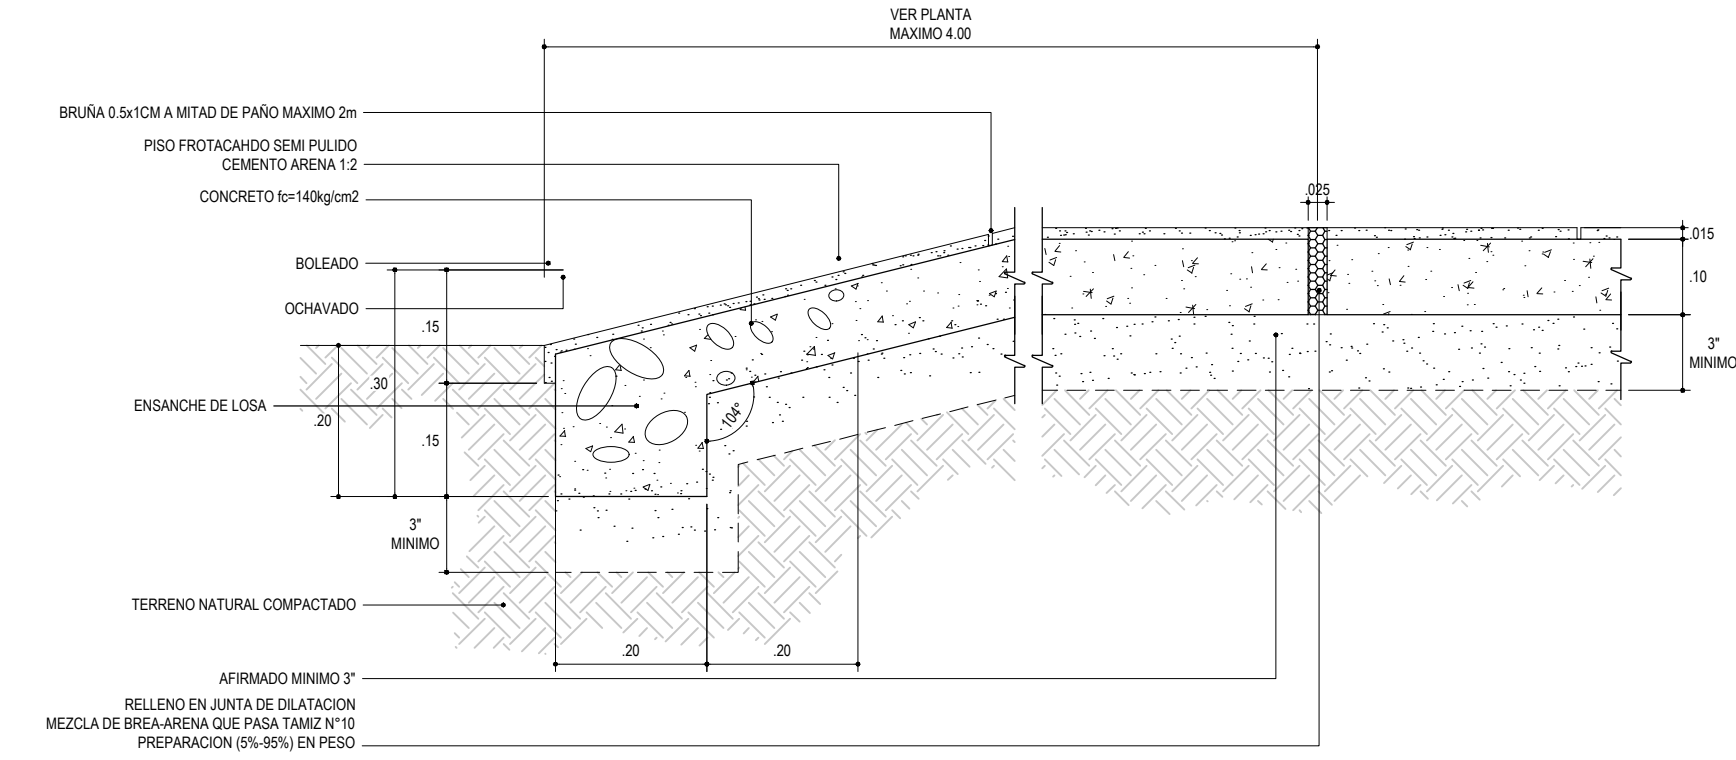 VER PLANTA
MAXIMO 4.00
BRUÑA 0.5x1CM A MITAD DE PAÑO MAXIMO 2m
PISO FROTACAHDO SEMI PULIDO
CEMENTO ARENA 1:2
CONCRETO fc=140kg/cm2
.025
.015
BOLEADO
.10
OCHAVADO
.15
3"
MINIMO
.30
ENSANCHE DE LOSA
.20
104°
.15
3"
MINIMO
TERRENO NATURAL COMPACTADO
.20
.20
AFIRMADO MINIMO 3"
RELLENO EN JUNTA DE DILATACION
MEZCLA DE BREA-ARENA QUE PASA TAMIZ N°10
PREPARACION (5%-95%) EN PESO